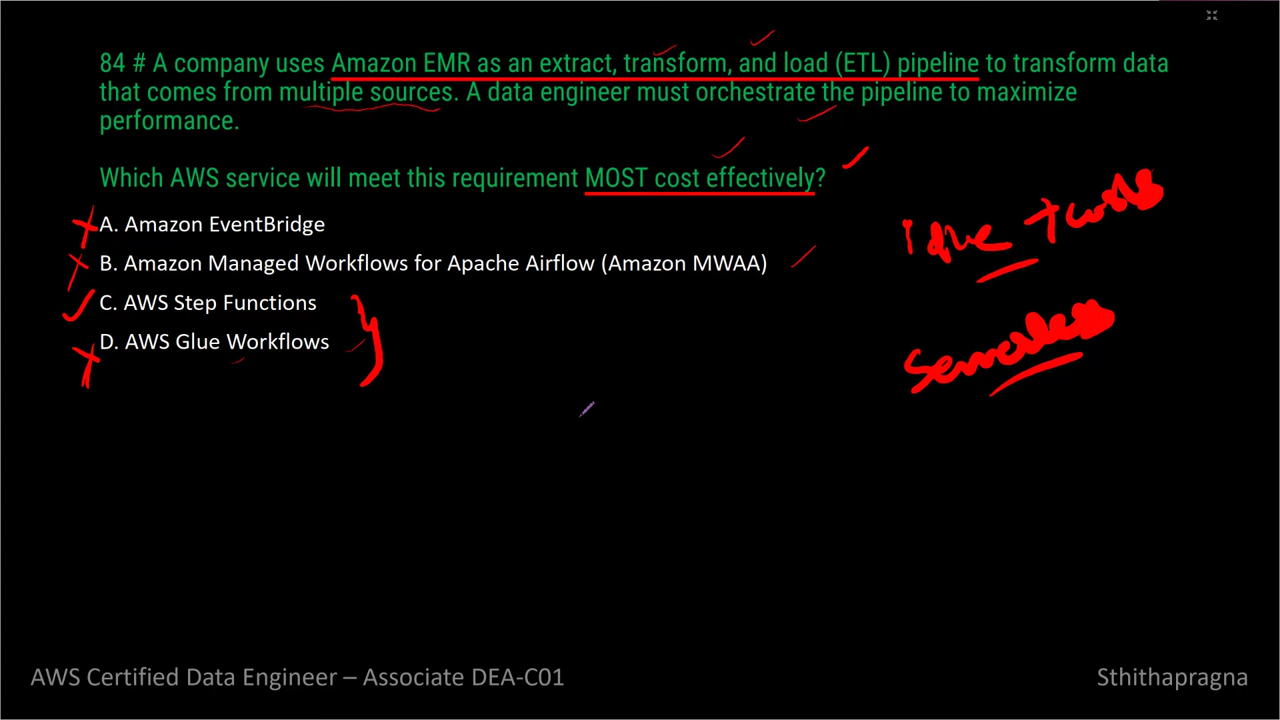 84 # A company uses Amazon EMR as an extract, transform, and load (ETL) pipeline to transform data
that comes from multiple sources. A data engineer must orchestrate the pipeline to maximize
performance.
Which AWS service will meet this requirement MOST cost effectively?
A. Amazon EventBridge
B. Amazon Managed Workflows for Apache Airflow (Amazon MWAA)
C. AWS Step Functions
D. AWS Glue Workflows
AWS Certified Data Engineer – Associate DEA-C01
Sthithapragna